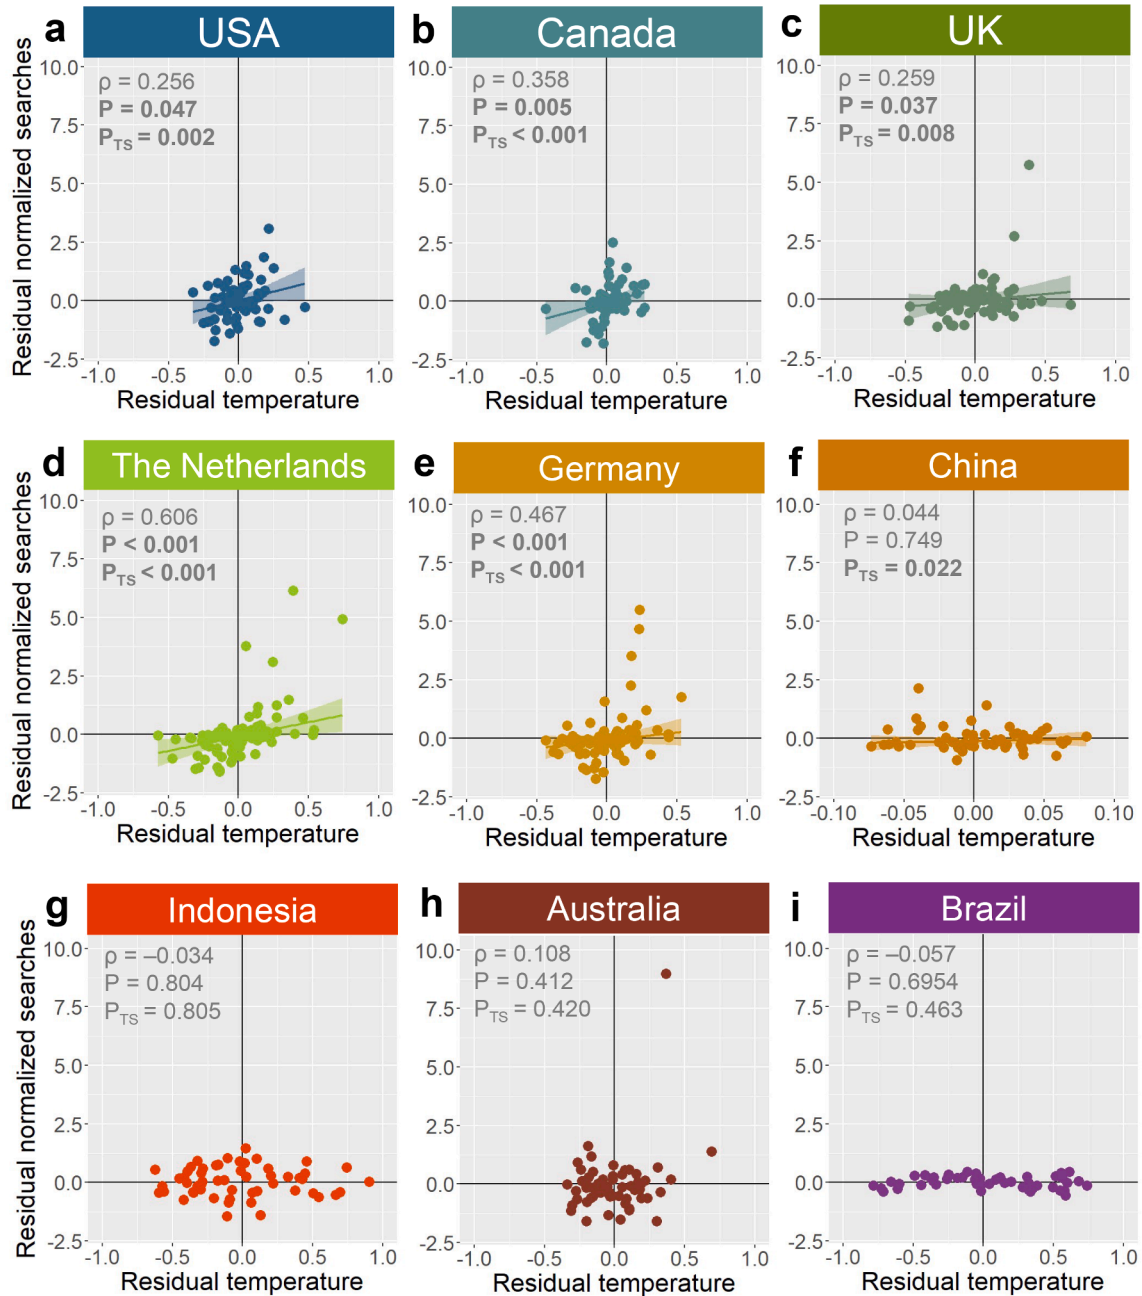 a USA
10.0
7.5
5.0
2.5
0.0
-2.5
ρ = 0.256
P = 0.047
PTS = 0.002
-1.0 -0.5 0.0 0.5 1.0
Residual temperature
Residual normalized searches
b Canada
10.0
7.5
5.0
2.5
0.0
-2.5
ρ = 0.358
P = 0.005
PTS < 0.001
-1.0 -0.5 0.0 0.5 1.0
Residual temperature
c UK
10.0
7.5
5.0
2.5
0.0
-2.5
ρ = 0.259
P = 0.037
PTS = 0.008
-1.0 -0.5 0.0 0.5 1.0
Residual temperature
d The Netherlands
10.0
7.5
5.0
2.5
0.0
-2.5
ρ = 0.606
P < 0.001
PTS < 0.001
-1.0 -0.5 0.0 0.5 1.0
Residual temperature
Residual normalized searches
e Germany
10.0
7.5
5.0
2.5
0.0
-2.5
ρ = 0.467
P < 0.001
PTS < 0.001
-1.0 -0.5 0.0 0.5 1.0
Residual temperature
f China
10.0
7.5
5.0
2.5
0.0
-2.5
ρ = 0.044
P = 0.749
PTS = 0.022
-0.10 -0.05 0.00 0.05 0.10
Residual temperature
g Indonesia
10.0
7.5
5.0
2.5
0.0
-2.5
ρ = –0.034
P = 0.804
PTS = 0.805
-1.0 -0.5 0.0 0.5 1.0
Residual temperature
Residual normalized searches
h Australia
10.0
7.5
5.0
2.5
0.0
-2.5
ρ = 0.108
P = 0.412
PTS = 0.420
-1.0 -0.5 0.0 0.5 1.0
Residual temperature
i Brazil
10.0
7.5
5.0
2.5
0.0
-2.5
ρ = –0.057
P = 0.6954
PTS = 0.463
-1.0 -0.5 0.0 0.5 1.0
Residual temperature